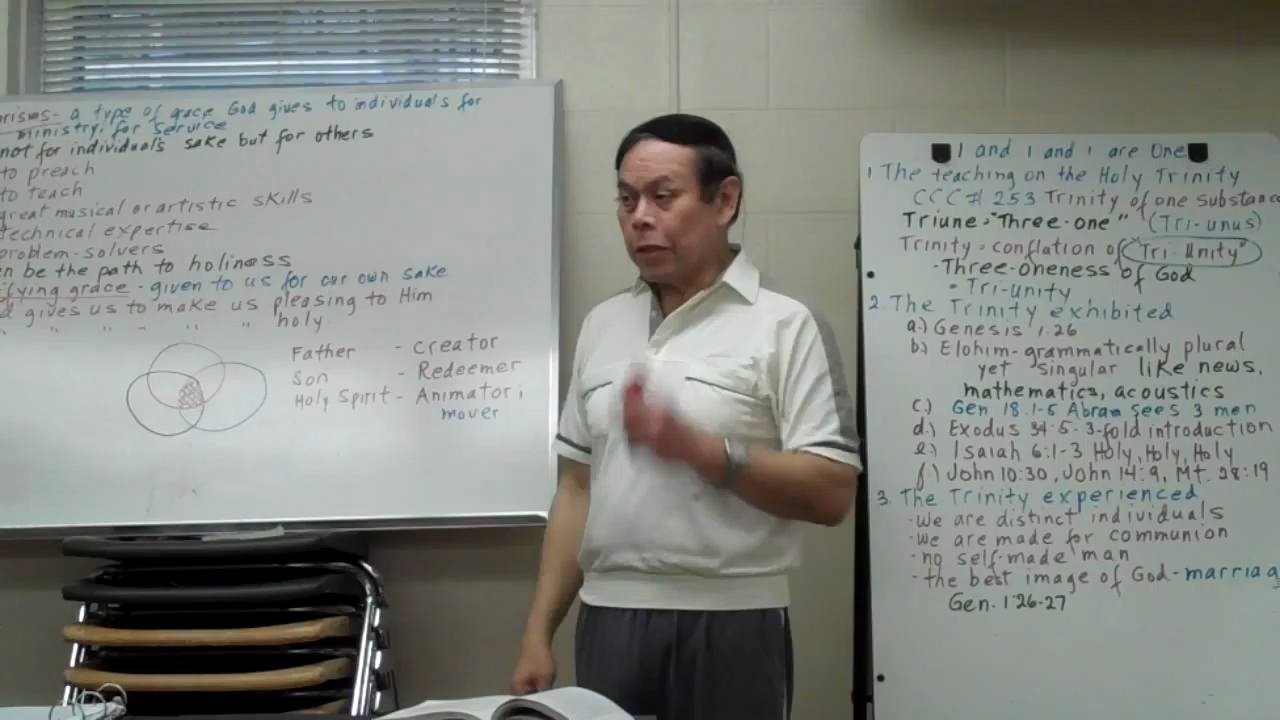 risms - a type of grace God gives to individuals for
ministry, for service
not for individual's sake but for others
to preach
to teach
great musical or artistic skills
technical expertise
problem-solvers
n be the path to holiness
ifying grace - given to us for our own sake
d gives us to make us pleasing to Him
" " " " " " holy
Father - Creator
Son - Redeemer
Holy Spirit - Animator;
mover
1 and 1 and 1 are One
1. The teaching on the Holy Trinity
CCC # 253 Trinity of one substance
Triune = "Three-one" (Tri-unus)
Trinity = conflation of "Tri-Unity"
- Three-oneness of God
= Tri-unity
2. The Trinity exhibited
a.) Genesis 1:26
b.) Elohim - grammatically plural
yet singular like news,
mathematics, acoustics
c.) Gen. 18:1-5 Abram sees 3 men
d.) Exodus 34:5 - 3-fold introduction
e.) Isaiah 6:1-3 Holy, Holy, Holy
f.) John 10:30, John 14:9, Mt. 28:19
3. The Trinity experienced
- we are distinct individuals
- we are made for communion
- no self-made man
- the best image of God - marriag
Gen. 1:26-27